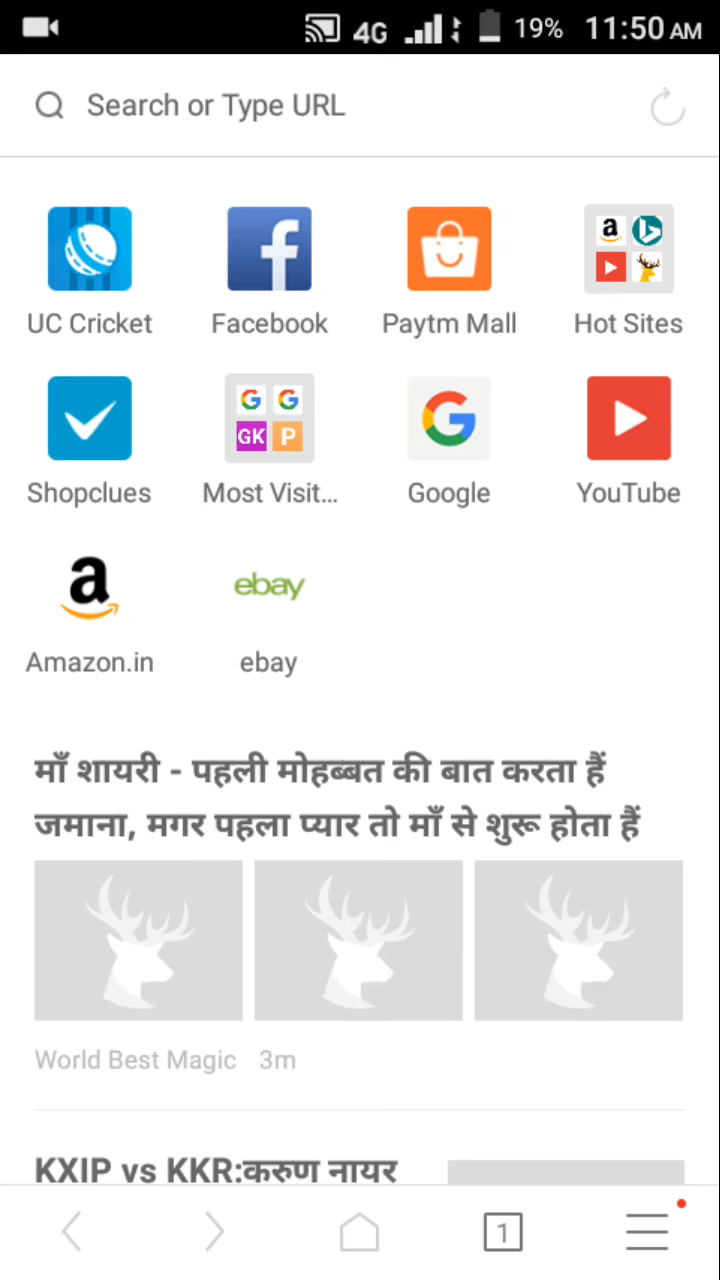 4G 19% 11:50 AM
Search or Type URL
UC Cricket Facebook Paytm Mall Hot Sites
GK P
Shopclues Most Visit... Google YouTube
ebay
Amazon.in ebay
माँ शायरी - पहली मोहब्बत की बात करता हैं
जमाना, मगर पहला प्यार तो माँ से शुरू होता हैं
World Best Magic 3m
KXIP vs KKR:करुण नायर
1